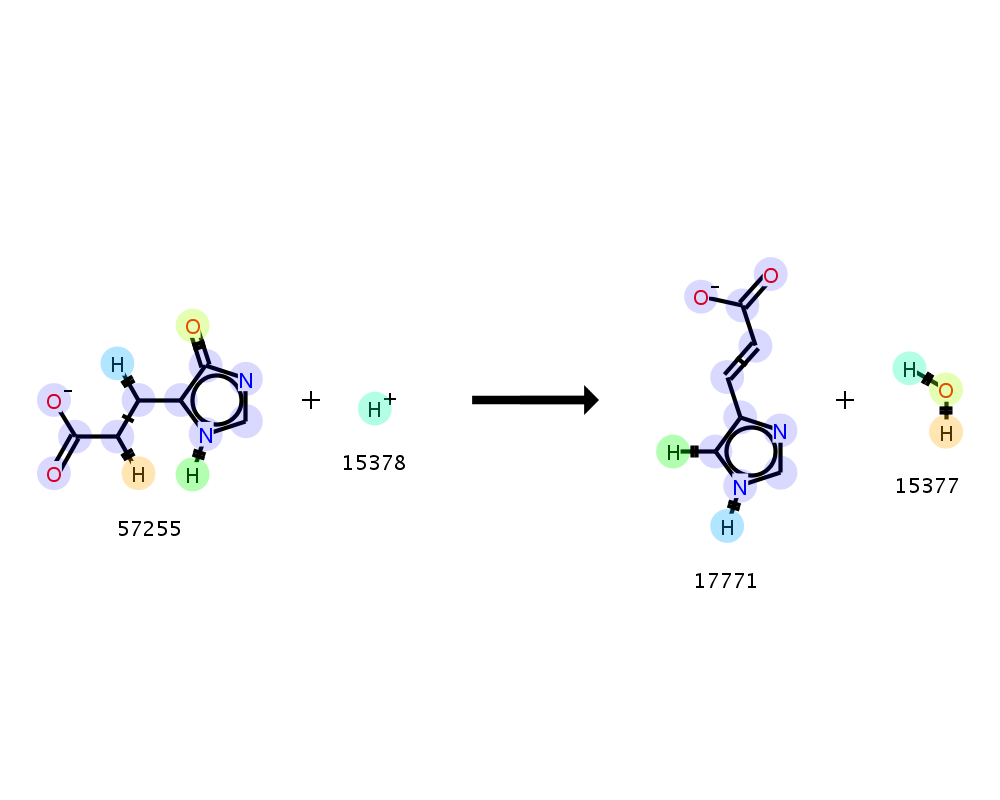 H O N
O⁻ H⁺ N O H H
57255 + 15378
O⁻ O N H N H
17771 + 15377
H O H